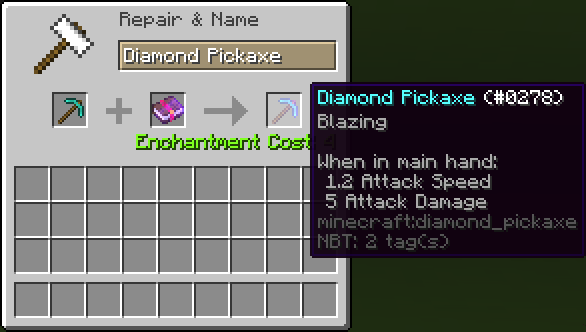 Repair & Name
Diamond Pickaxe
Enchantment Cost
Diamond Pickaxe (#0278)
Blazing
When in main hand:
1.2 Attack Speed
5 Attack Damage
minecraft:diamond_pickaxe
NBT: 2 tag(s)